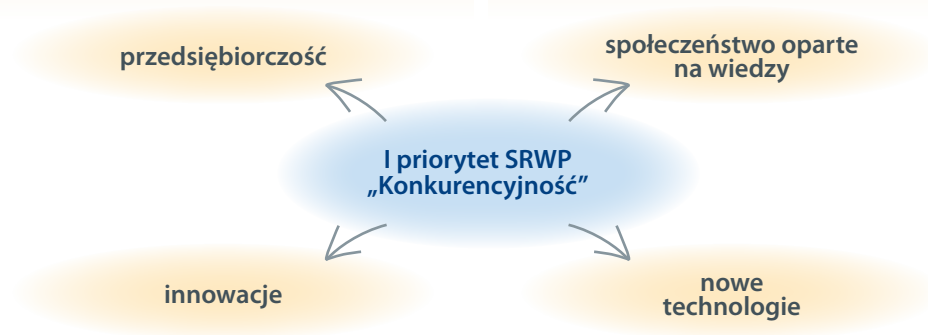 przedsiębiorczość
społeczeństwo oparte
na wiedzy
I priorytet SRWP
„Konkurencyjność”
innowacje
nowe
technologie